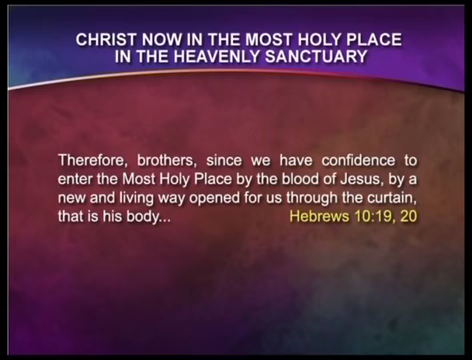 CHRIST NOW IN THE MOST HOLY PLACE
IN THE HEAVENLY SANCTUARY
Therefore, brothers, since we have confidence to
enter the Most Holy Place by the blood of Jesus, by a
new and living way opened for us through the curtain,
that is his body... Hebrews 10:19, 20